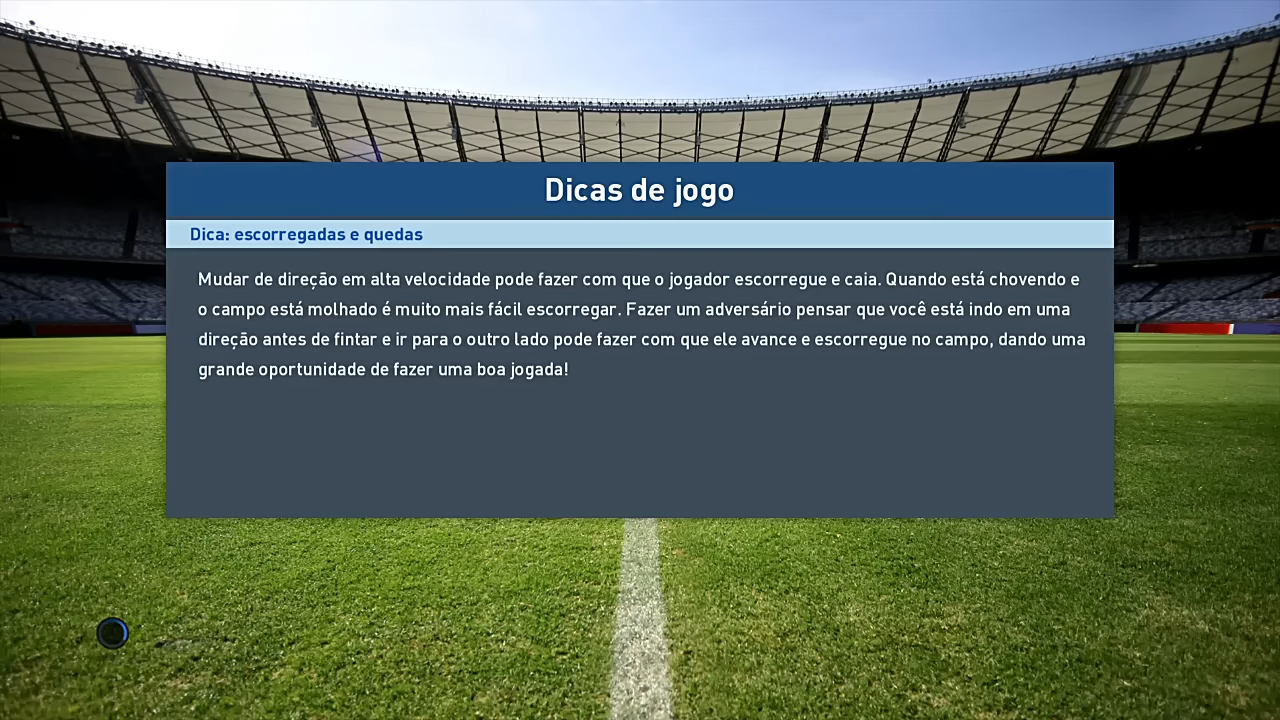 Dicas de jogo
Dica: escorregadas e quedas
Mudar de direção em alta velocidade pode fazer com que o jogador escorregue e caia. Quando está chovendo e
o campo está molhado é muito mais fácil escorregar. Fazer um adversário pensar que você está indo em uma
direção antes de fintar e ir para o outro lado pode fazer com que ele avance e escorregue no campo, dando uma
grande oportunidade de fazer uma boa jogada!